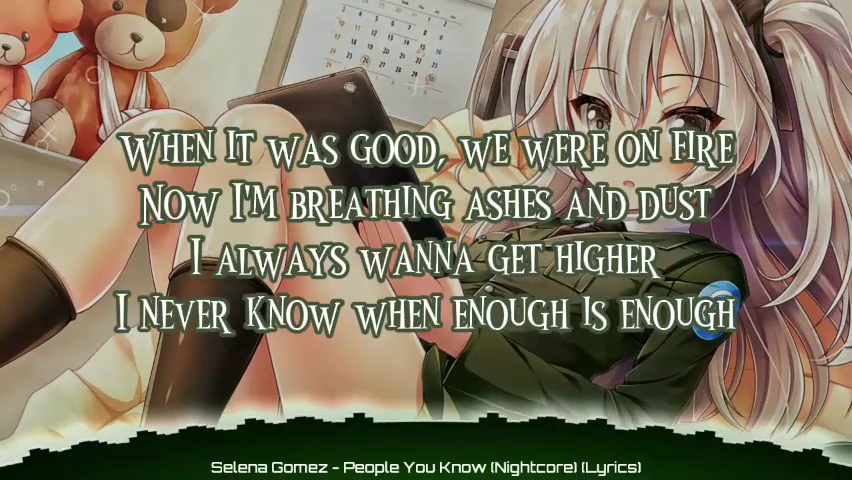 When it was good, we were on fire
Now I'm breathing ashes and dust
I always wanna get higher
I never know when enough is enough
Selena Gomez - People You Know (Nightcore) (Lyrics)